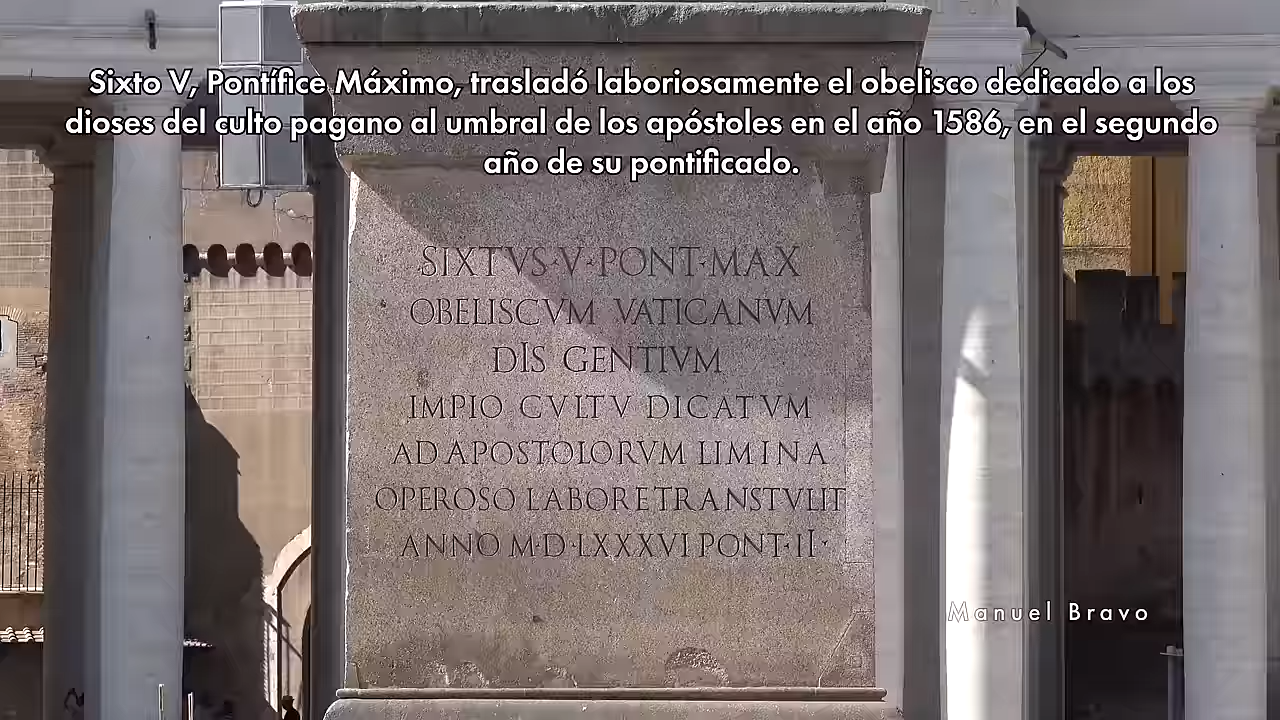 Sixto V, Pontífice Máximo, trasladó laboriosamente el obelisco dedicado a los
dioses del culto pagano al umbral de los apóstoles en el año 1586, en el segundo
año de su pontificado.
SIXTVS·V·PONT·MAX
OBELISCVM VATICANVM
DIS GENTIVM
IMPIO CVLTV DICATVM
AD APOSTOLORVM LIMINA
OPEROSO LABORE TRANSTVLIT
ANNO M·D·LXXXVI PONT·II·
Manuel Bravo